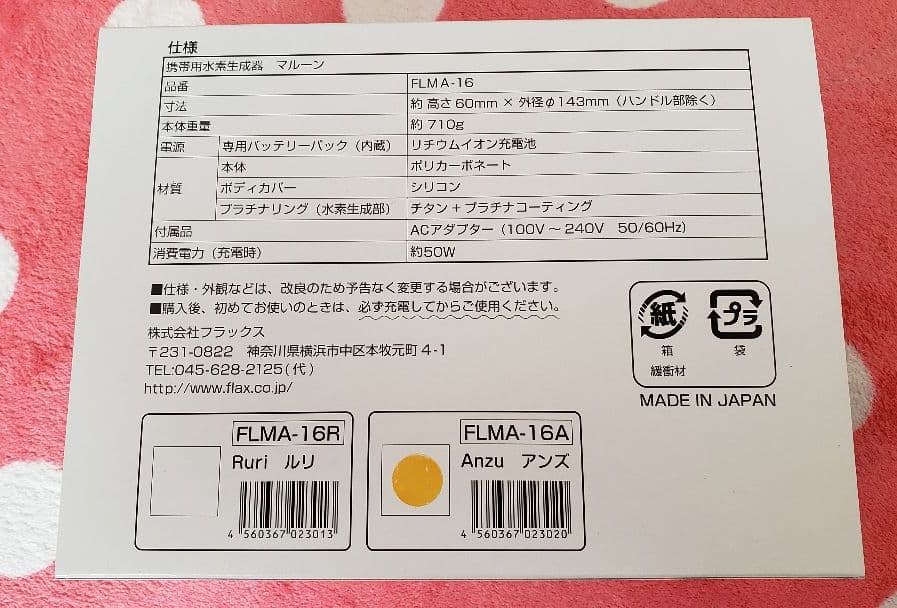 仕様
携帯用水素生成器 マルーン
品番 FLMA-16
寸法 約 高さ60mm × 外径φ143mm（ハンドル部除く）
本体重量 約 710g
電源 専用バッテリーパック（内蔵） リチウムイオン充電池
本体 ポリカーボネート
材質 ボディカバー シリコン
プラチナリング（水素生成部） チタン＋プラチナコーティング
付属品 ACアダプター（100V ～ 240V 50/60Hz）
消費電力（充電時） 約50W
■仕様・外観などは、改良のため予告なく変更する場合がございます。
■購入後、初めてお使いのときは、必ず充電してからご使用ください。
株式会社フラックス
〒231-0822 神奈川県横浜市中区本牧元町 4-1
TEL:045-628-2125(代)
http://www.flax.co.jp/
紙 プラ
箱 袋
緩衝材
MADE IN JAPAN
FLMA-16R
Ruri ルリ
4 560367 023013
FLMA-16A
Anzu アンズ
4 560367 023020